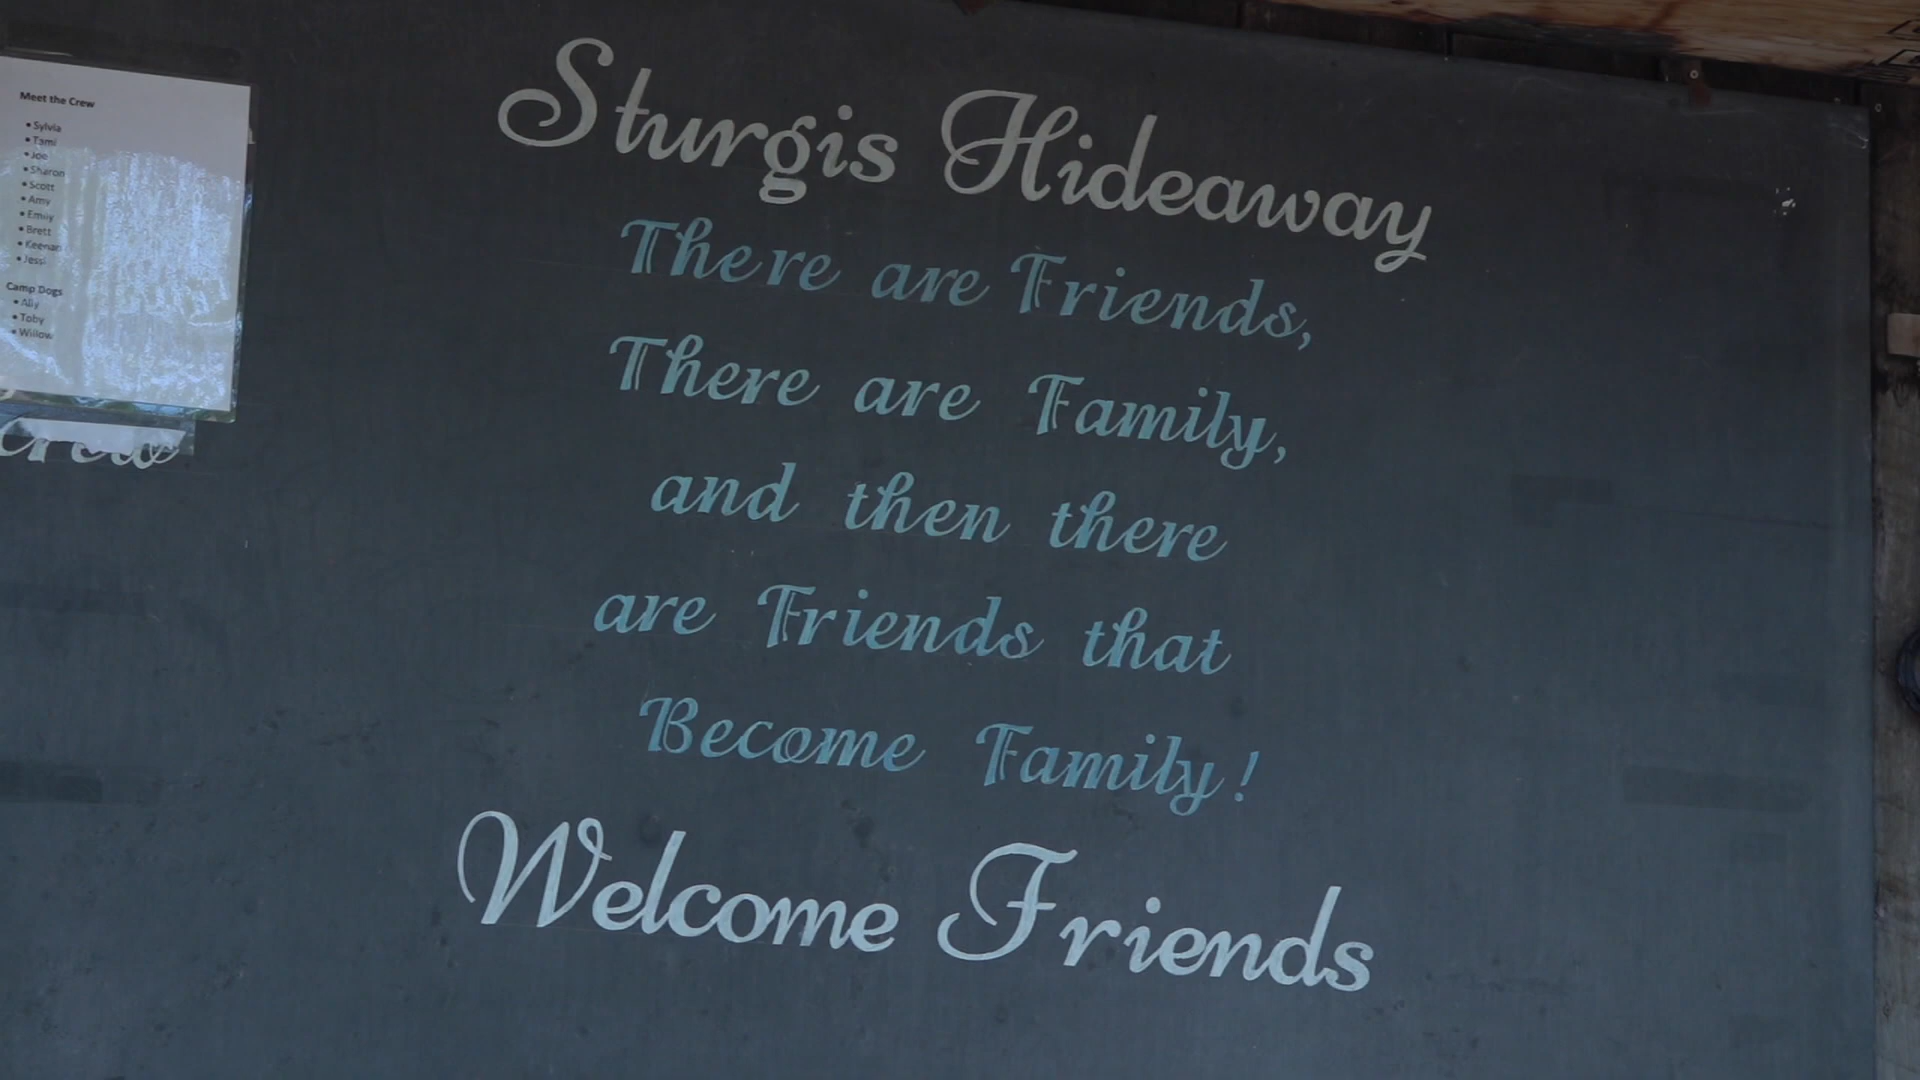 Meet the Crew
• Sylvia
• Tami
• Joe
• Sharon
• Scott
• Amy
• Emily
• Brett
• Keenan
• Jessi
Camp Dogs
• Ally
• Toby
• Willow
Crew
Sturgis Hideaway
There are Friends,
There are Family,
and then there
are Friends that
Become Family!
Welcome Friends